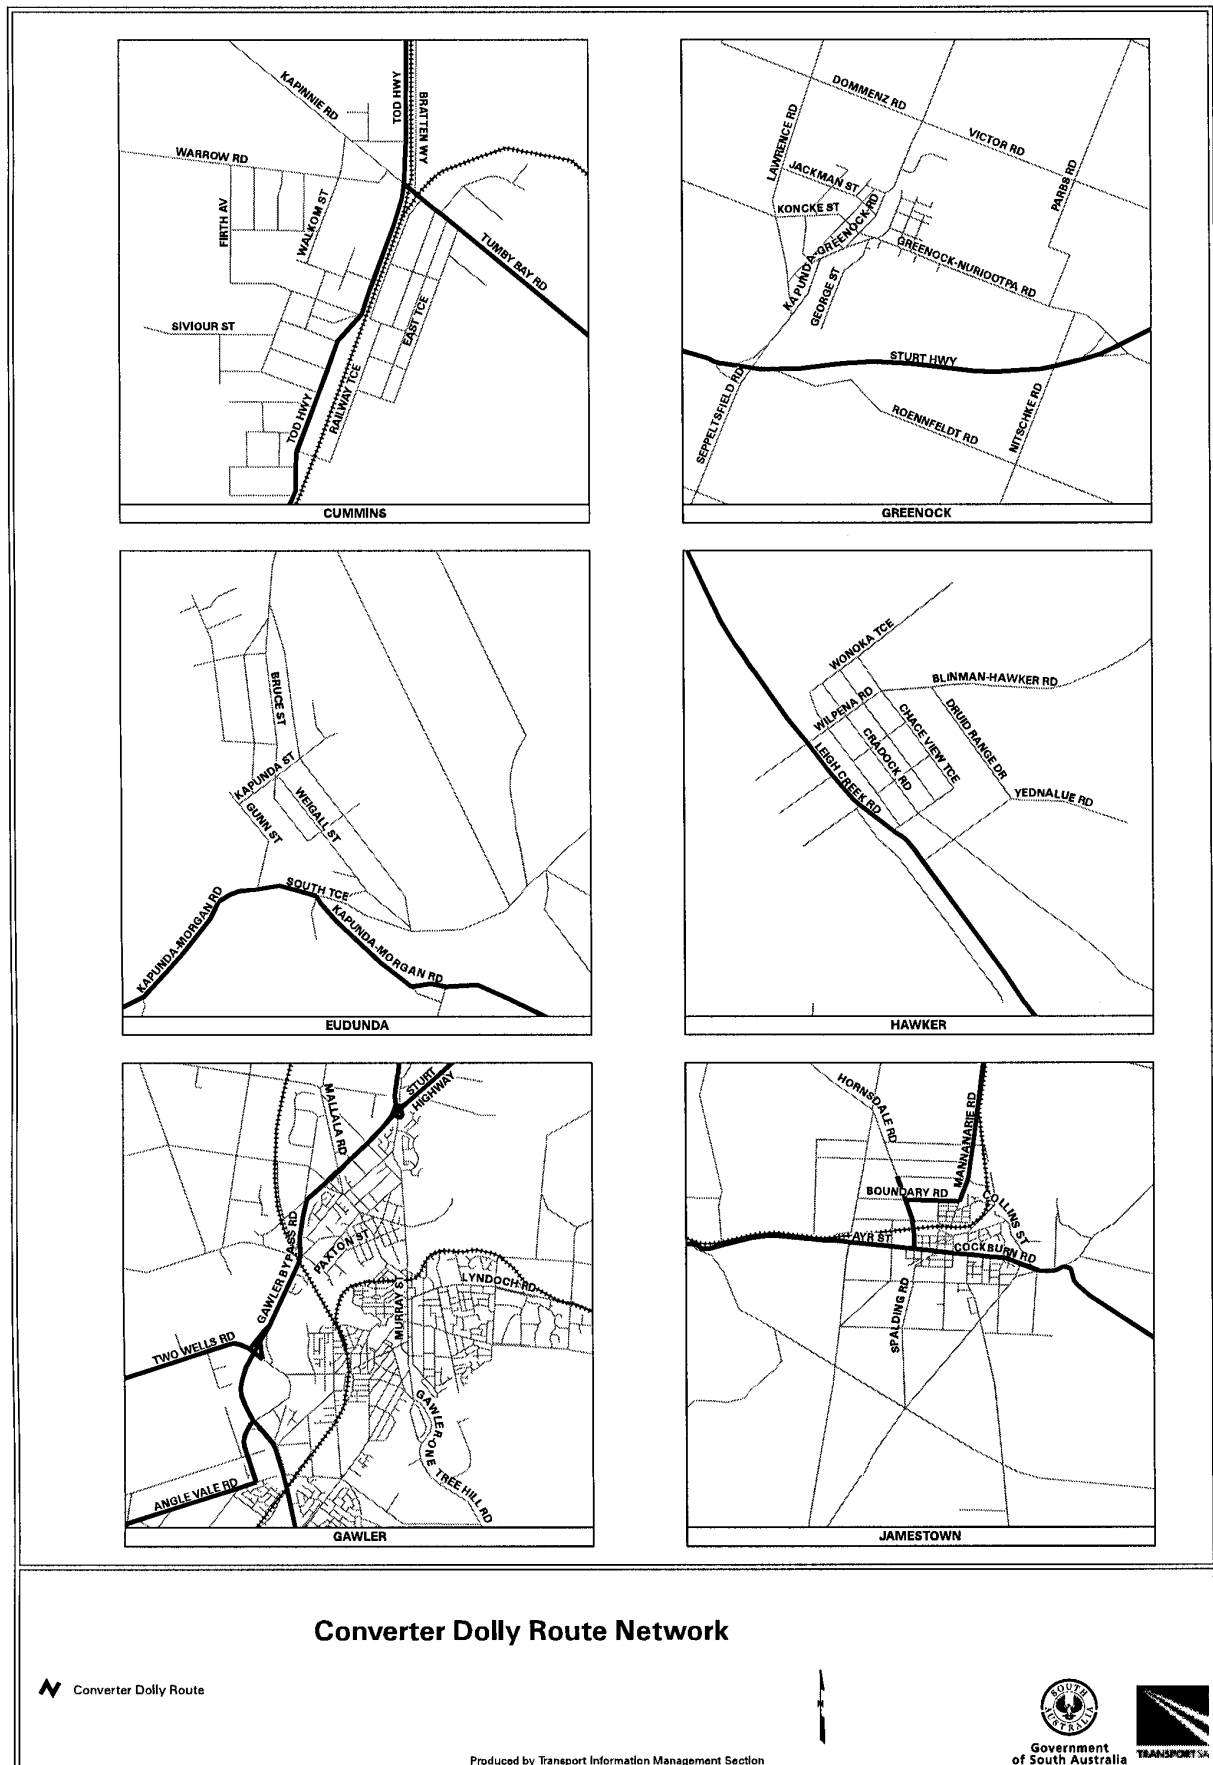 KAPINNIE RD
TOD HWY
BRATTEN WY
WARROW RD
FIRTH AV
WALKOM ST
TUMBY BAY RD
SIVIOUR ST
EAST TCE
RAILWAY TCE
TOD HWY
CUMMINS
DOMMENZ RD
LAWRENCE RD
VICTOR RD
JACKMAN ST
PARBS RD
KONCKE ST
KAPUNDA-GREENOCK-RD
GREENOCK-NURIOOTPA RD
GEORGE ST
STURT HWY
SEPPELTSFIELD RD
ROENNFELDT RD
NITSCHKE RD
GREENOCK
BRUCE ST
KAPUNDA ST
GUNN ST
WEIGALL ST
SOUTH TCE
KAPUNDA-MORGAN RD
KAPUNDA-MORGAN RD
EUDUNDA
WONOKA TCE
BLINMAN-HAWKER RD
WILPENA RD
CHACE VIEW TCE
DRUID RANGE DR
CRADOCK RD
LEIGH CREEK RD
YEDNALUE RD
HAWKER
STURT
HIGHWAY
MALLALA RD
GAWLER BYPASS RD
PAXTON ST
LYNDOCH RD
MURRAY ST
TWO WELLS RD
GAWLER-ONE TREE HILL RD
ANGLE VALE RD
GAWLER
HORNSDALE RD
MANNANARIE RD
BOUNDARY RD
COLLINS ST
AYR ST
COCKBURN RD
SPALDING RD
JAMESTOWN
Converter Dolly Route Network
Converter Dolly Route
N
SOUTH
AUSTRALIA
Government
of South Australia
TRANSPORT SA
Produced by Transport Information Management Section